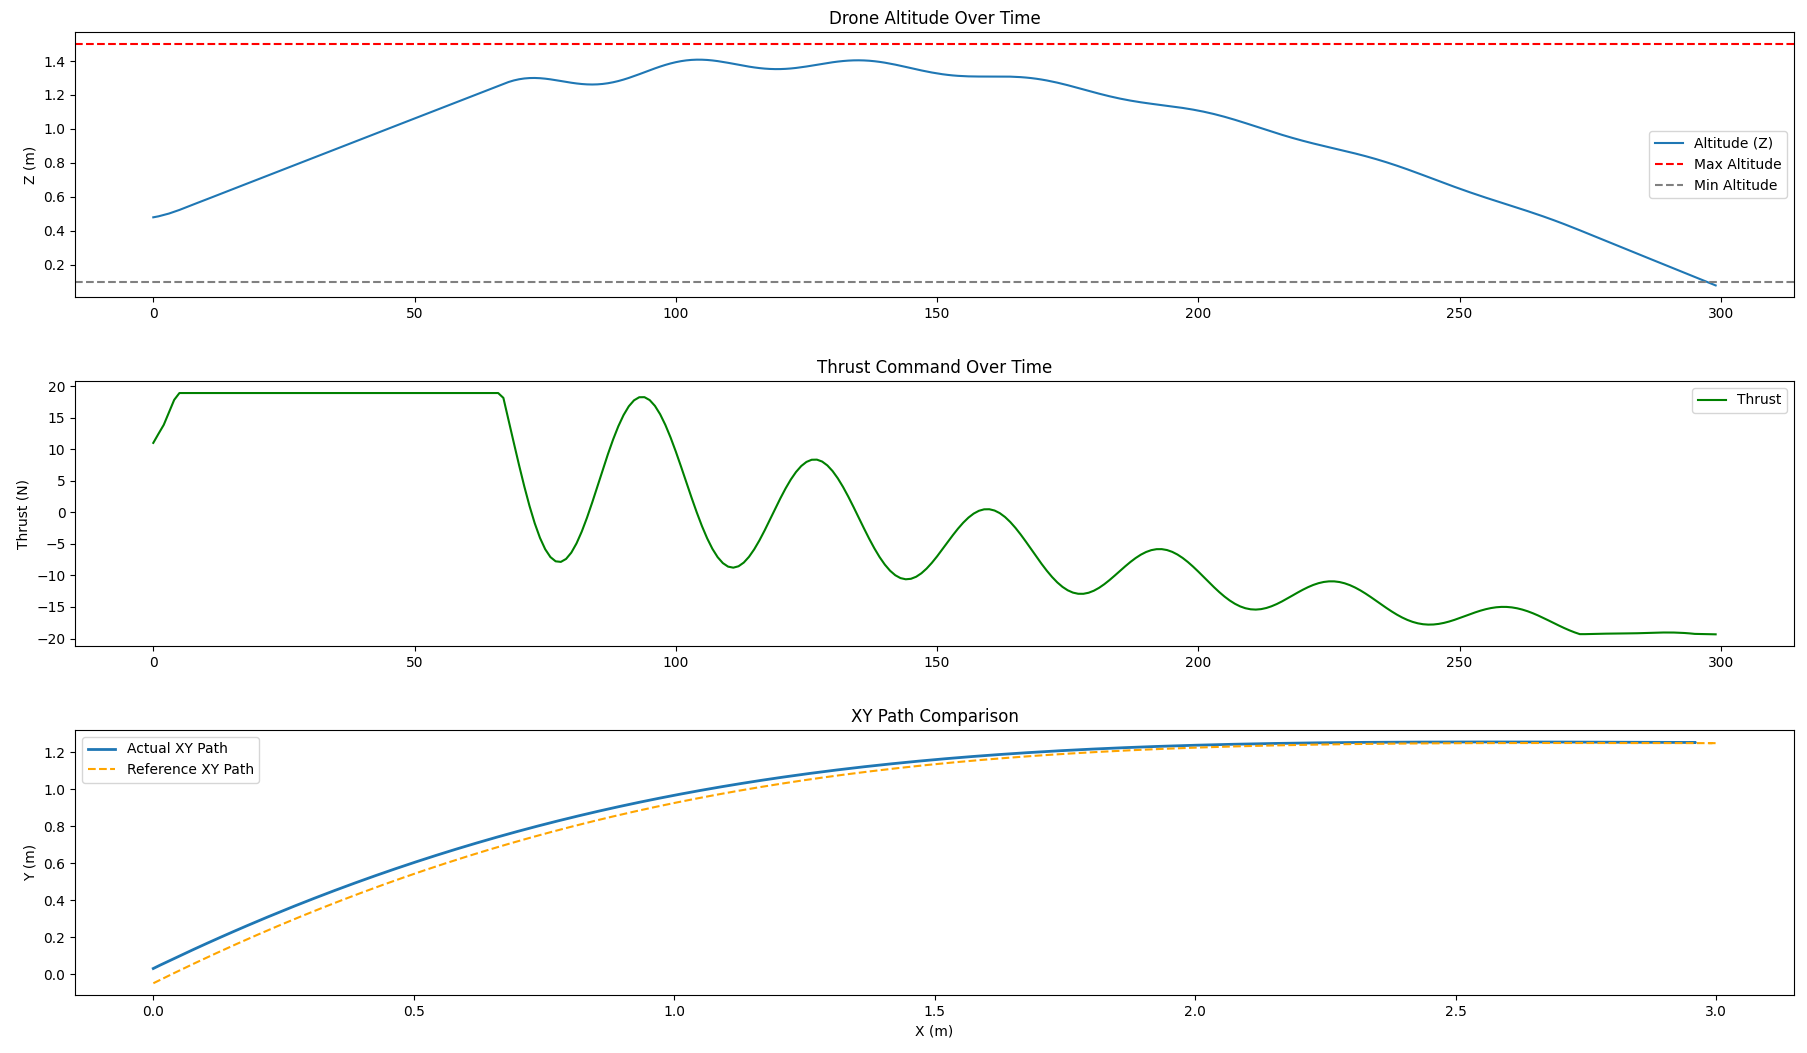 Drone Altitude Over Time
Z (m)
1.4
1.2
1.0
0.8
0.6
0.4
0.2
Altitude (Z)
Max Altitude
Min Altitude
0 50 100 150 200 250 300
Thrust Command Over Time
Thrust (N)
20
15
10
5
0
−5
−10
−15
−20
Thrust
0 50 100 150 200 250 300
XY Path Comparison
Y (m)
1.2
1.0
0.8
0.6
0.4
0.2
0.0
Actual XY Path
Reference XY Path
0.0 0.5 1.0 1.5 2.0 2.5 3.0
X (m)